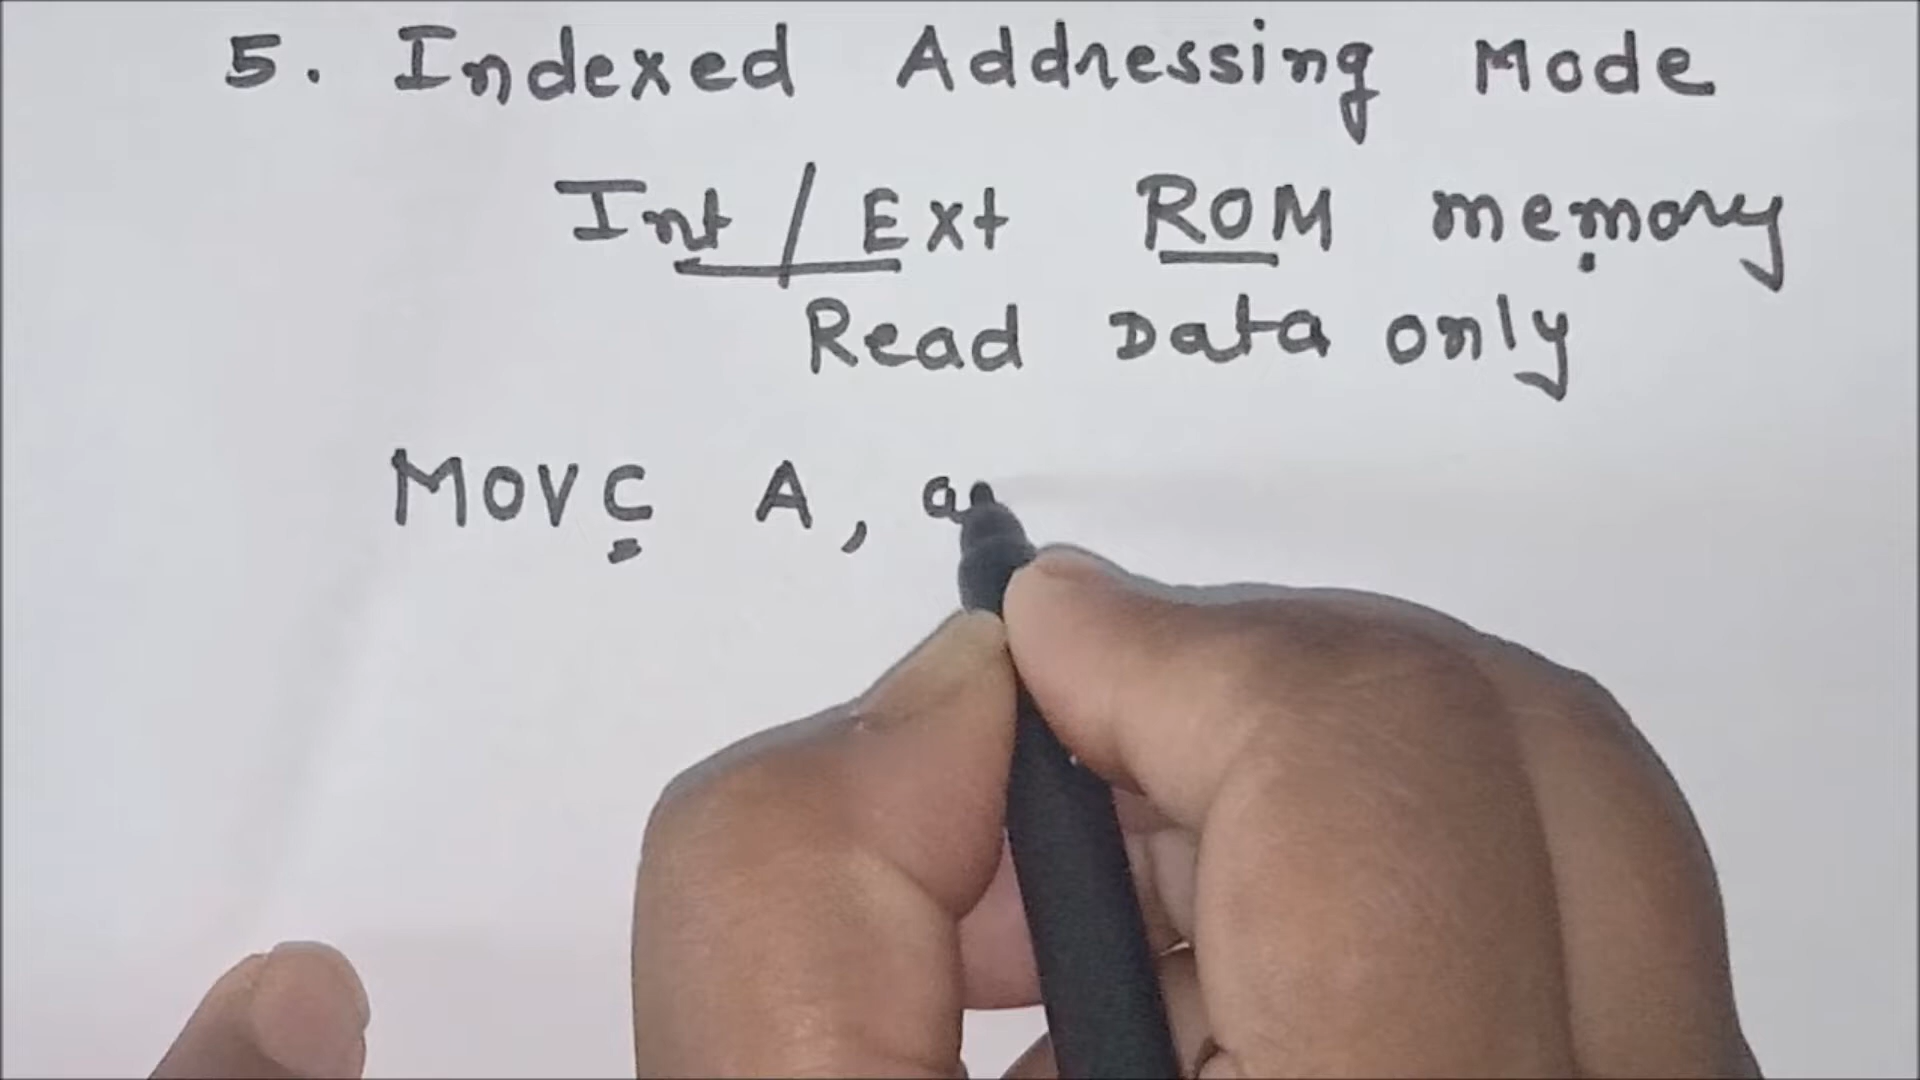 5. Indexed Addressing Mode
Int / Ext ROM memory
Read Data only
MOVC A,